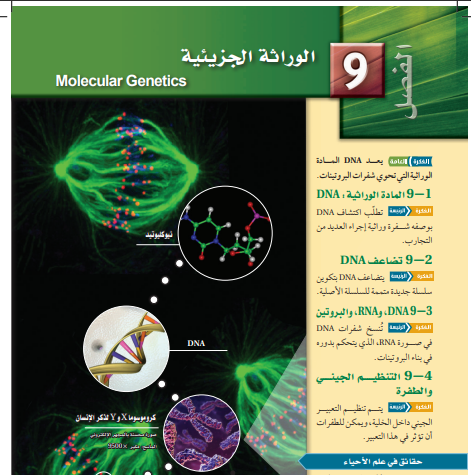 الفصل
9
الوراثة الجزيئية
Molecular Genetics
الفكرة العامة يعد DNA المادة
الوراثية التي تحوي شفرات البروتينات.
9-1 المادة الوراثية : DNA
الفكرة الرئيسة تطلّب اكتشاف DNA
بوصفه شفرة وراثية إجراء العديد من
التجارب.
9-2 تضاعف DNA
الفكرة الرئيسة يتضاعف DNA بتكوين
سلسلة جديدة متممة للسلسلة الأصلية.
9-3 DNA، وRNA، والبروتين
الفكرة الرئيسة تُنسخ شفرات DNA
في صورة RNA، الذي يتحكم بدوره
في بناء البروتينات.
9-4 التنظيم الجيني
والطفرة
الفكرة الرئيسة يتم تنظيم التعبير
الجيني داخل الخلية، ويمكن للطفرات
أن تؤثر في هذا التعبير.
حقائق في علم الأحياء
نيوكليوتيد
DNA
كروموسوما X و Y لذكر الإنسان
9500×